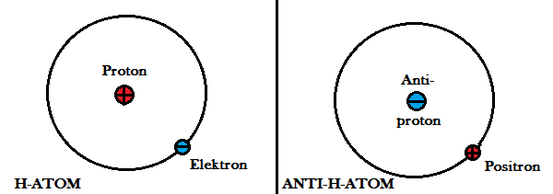 Proton
Elektron
H-ATOM
Anti-
proton
Positron
ANTI-H-ATOM